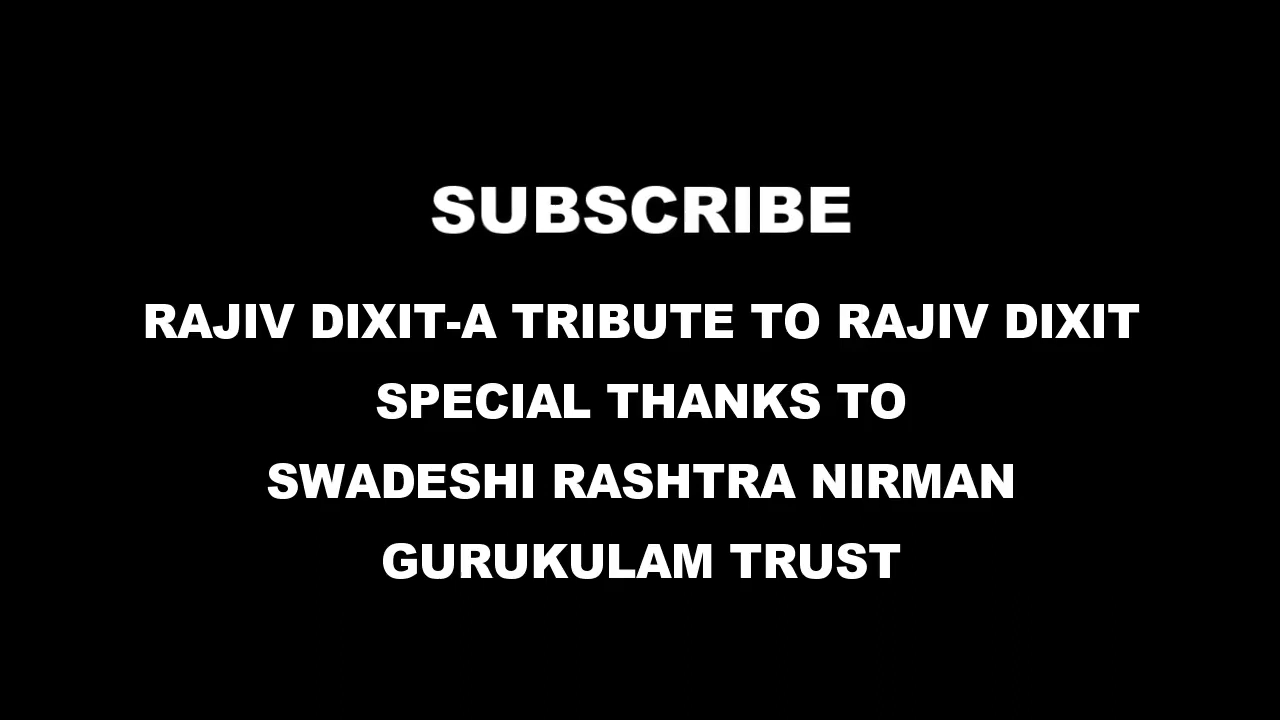 SUBSCRIBE
RAJIV DIXIT-A TRIBUTE TO RAJIV DIXIT
SPECIAL THANKS TO
SWADESHI RASHTRA NIRMAN
GURUKULAM TRUST